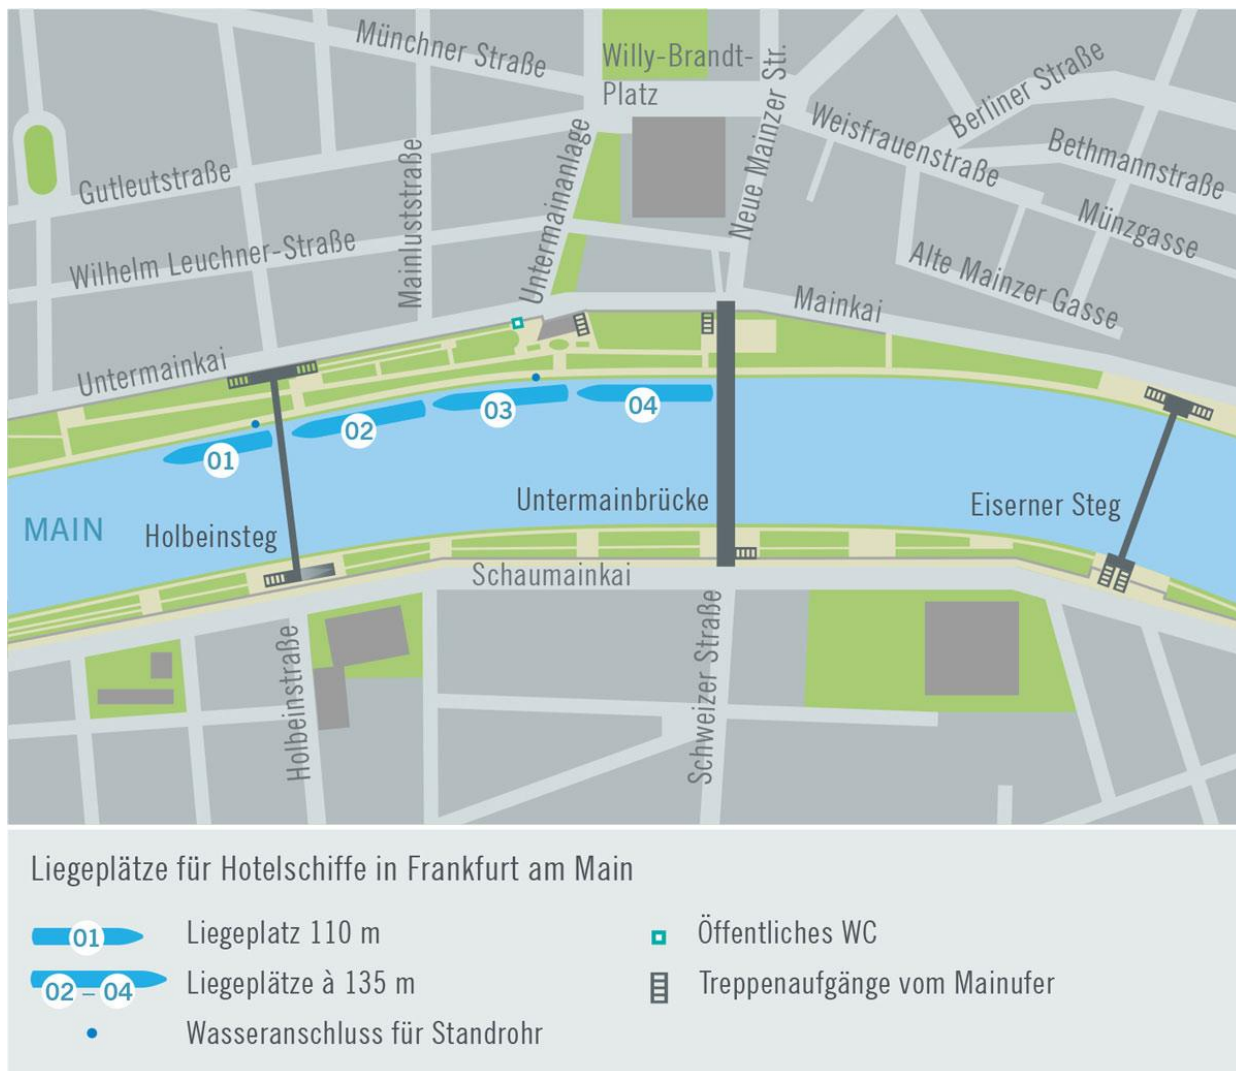 Münchner Straße
Willy-Brandt-
Platz
Neue Mainzer Str.
Berliner Straße
Weisfrauenstraße
Bethmannstraße
Gutleutstraße
Mainluststraße
Untermainanlage
Münzgasse
Wilhelm Leuchner-Straße
Alte Mainzer Gasse
Mainkai
Untermainkai
01
02
03
04
MAIN
Holbeinsteg
Untermainbrücke
Eiserner Steg
Schaumainkai
Holbeinstraße
Schweizer Straße
Liegeplätze für Hotelschiffe in Frankfurt am Main
01 Liegeplatz 110 m
02 – 04 Liegeplätze à 135 m
Wasseranschluss für Standrohr
Öffentliches WC
Treppenaufgänge vom Mainufer